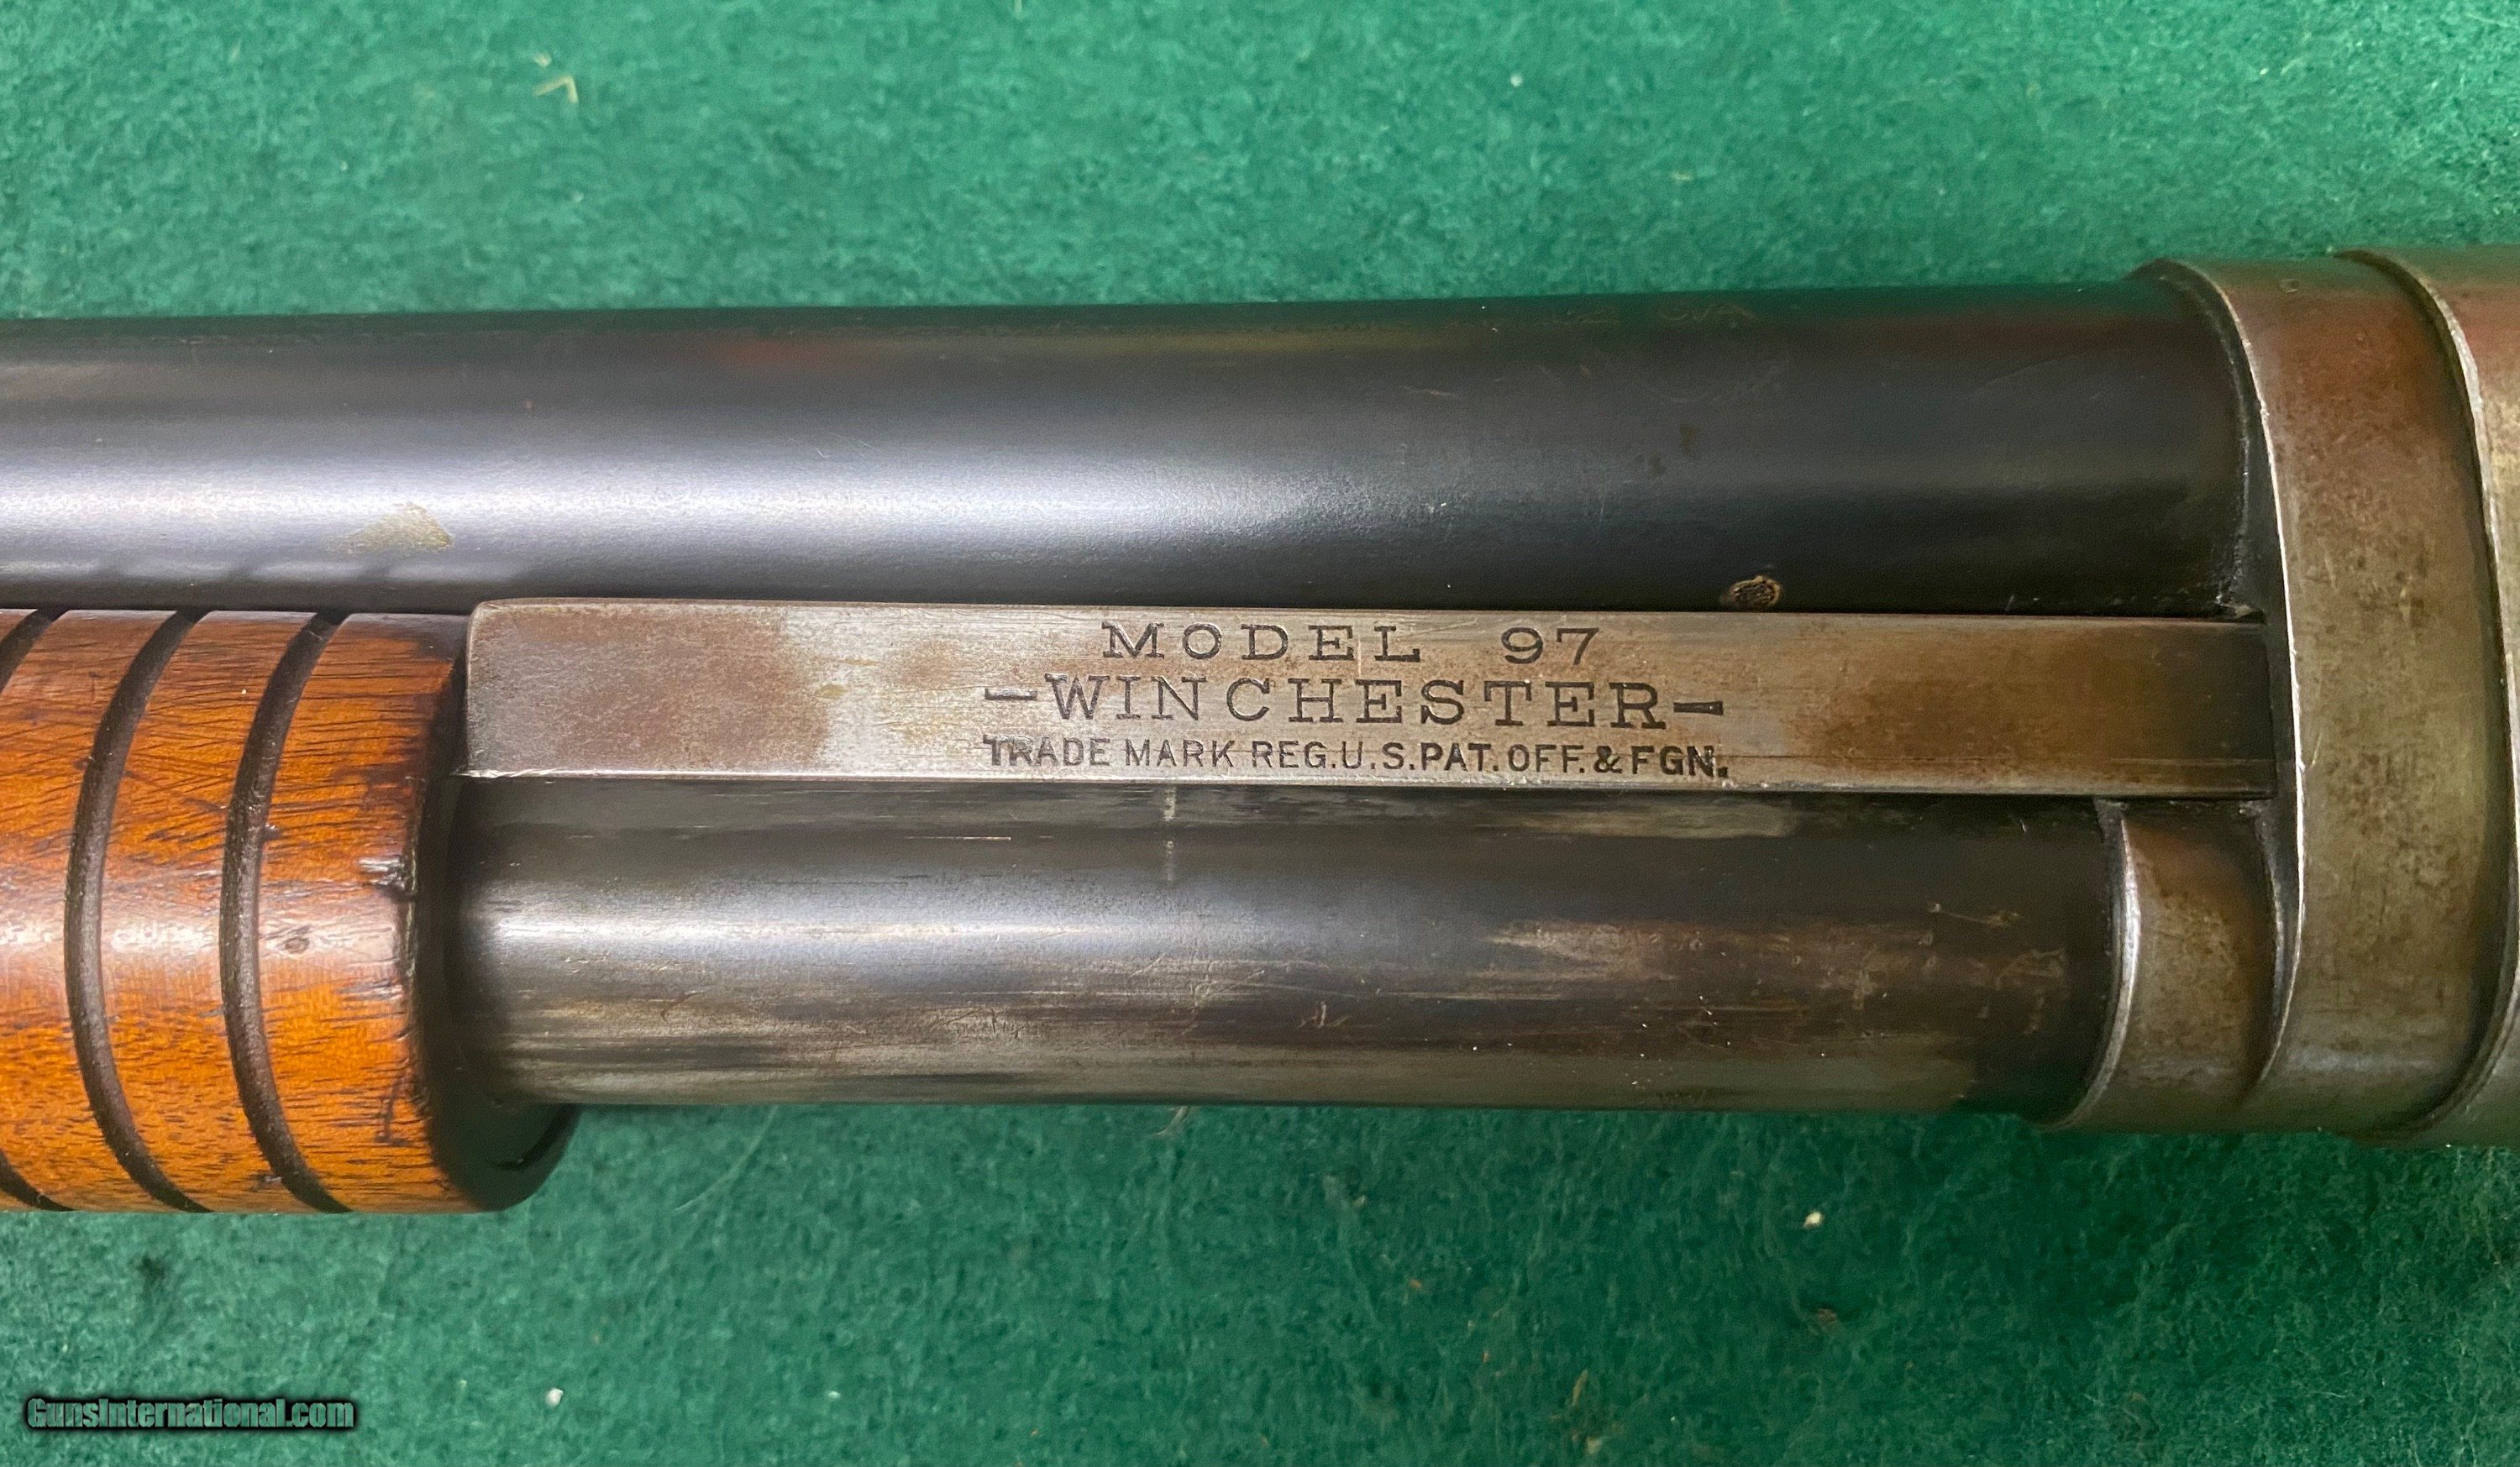 MODEL 97
-WINCHESTER-
TRADE MARK REG.U.S.PAT.OFF.&FGN.
GunsInternational.com